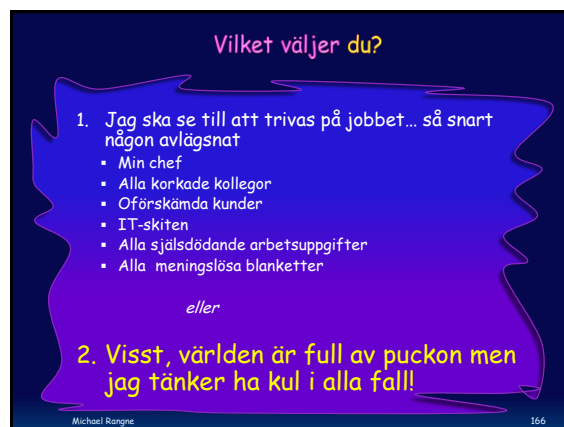 Vilket väljer du?
1. Jag ska se till att trivas på jobbet… så snart
någon avlägsnat
▪ Min chef
▪ Alla korkade kollegor
▪ Oförskämda kunder
▪ IT-skiten
▪ Alla själsdödande arbetsuppgifter
▪ Alla meningslösa blanketter
eller
2. Visst, världen är full av puckon men
jag tänker ha kul i alla fall!
Michael Rangne
166